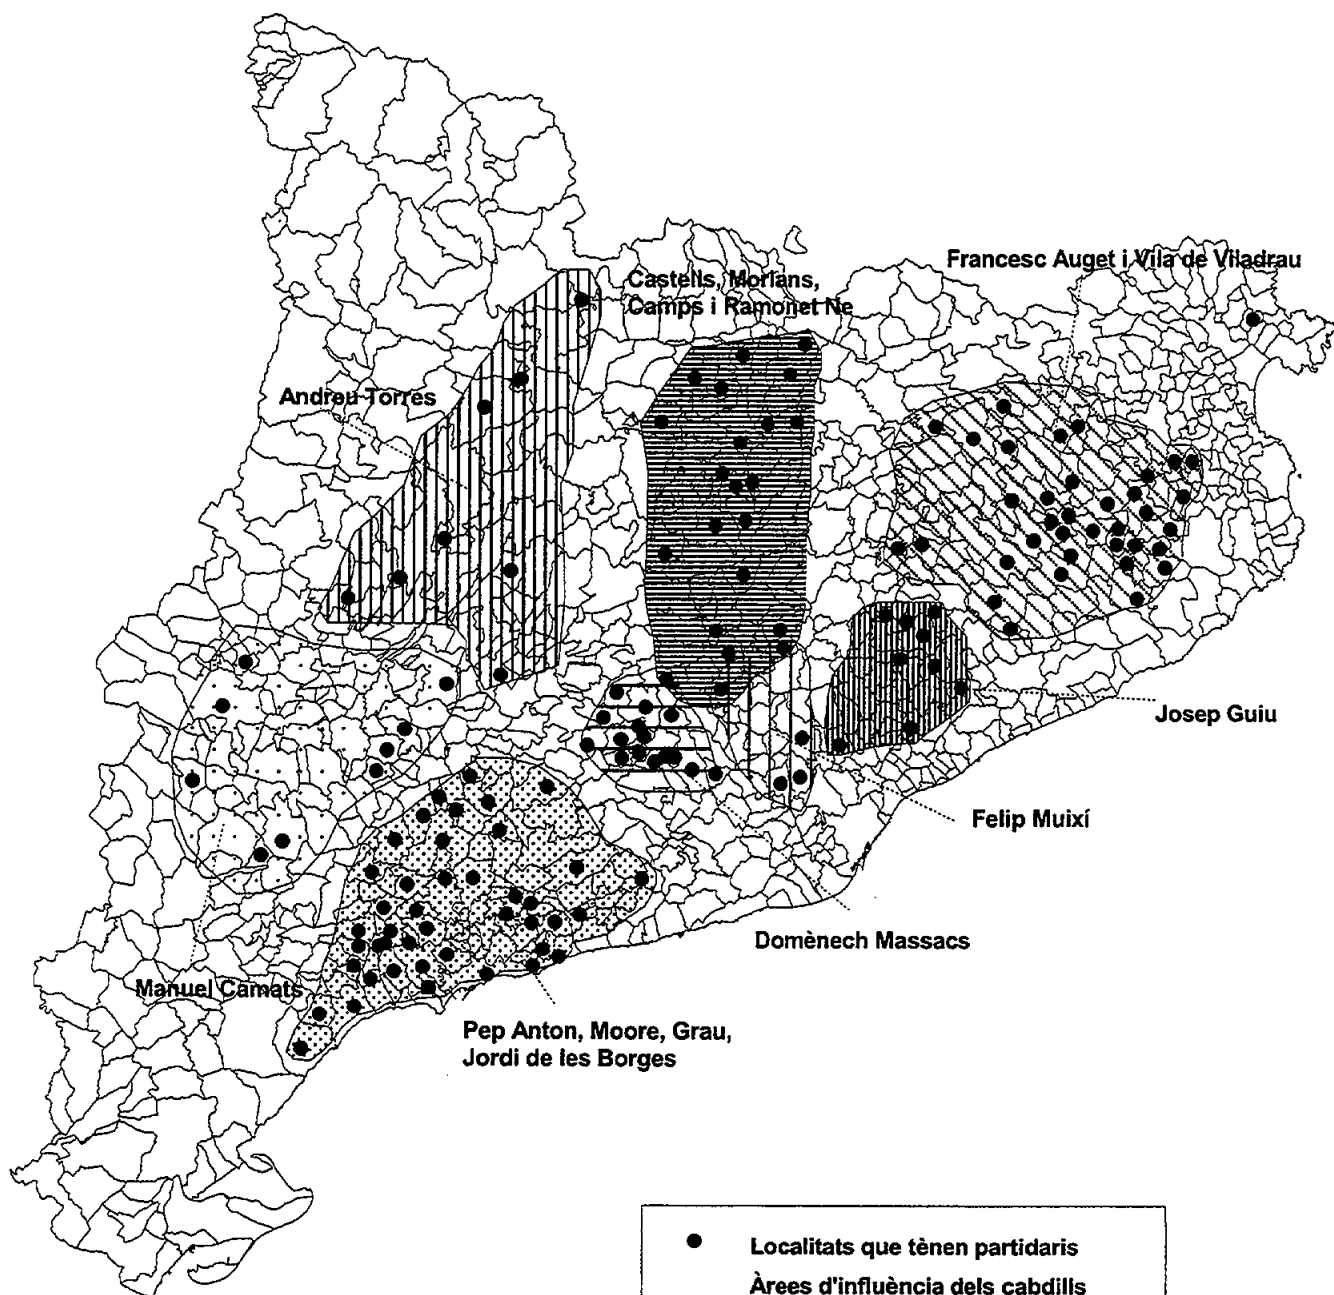 Francesc Auget i Vila de Viladrau
Castells, Morlans,
Camps i Ramonet Ne
Andreu Torres
Josep Guiu
Felip Muixí
Domènech Massacs
Manuel Camats
Pep Anton, Moore, Grau,
Jordi de les Borges
Localitats que tènen partidaris
Àrees d'influència dels cabdills